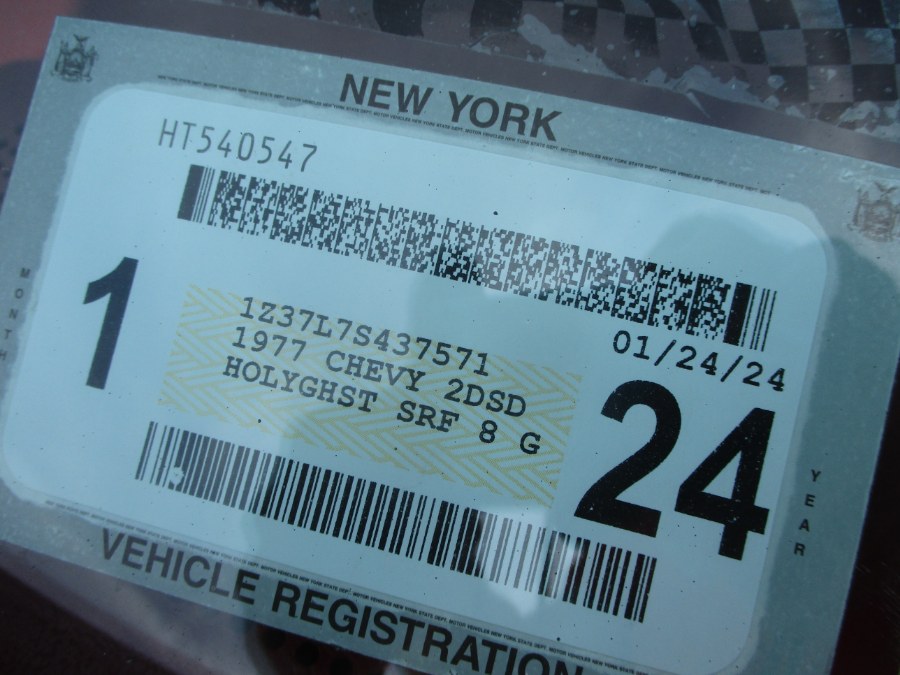 NEW YORK
HT540547
MONTH
1
1Z37L7S437571
1977 CHEVY 2DSD
HOLYGHST SRF 8 G
01/24/24
24
YEAR
VEHICLE REGISTRATION